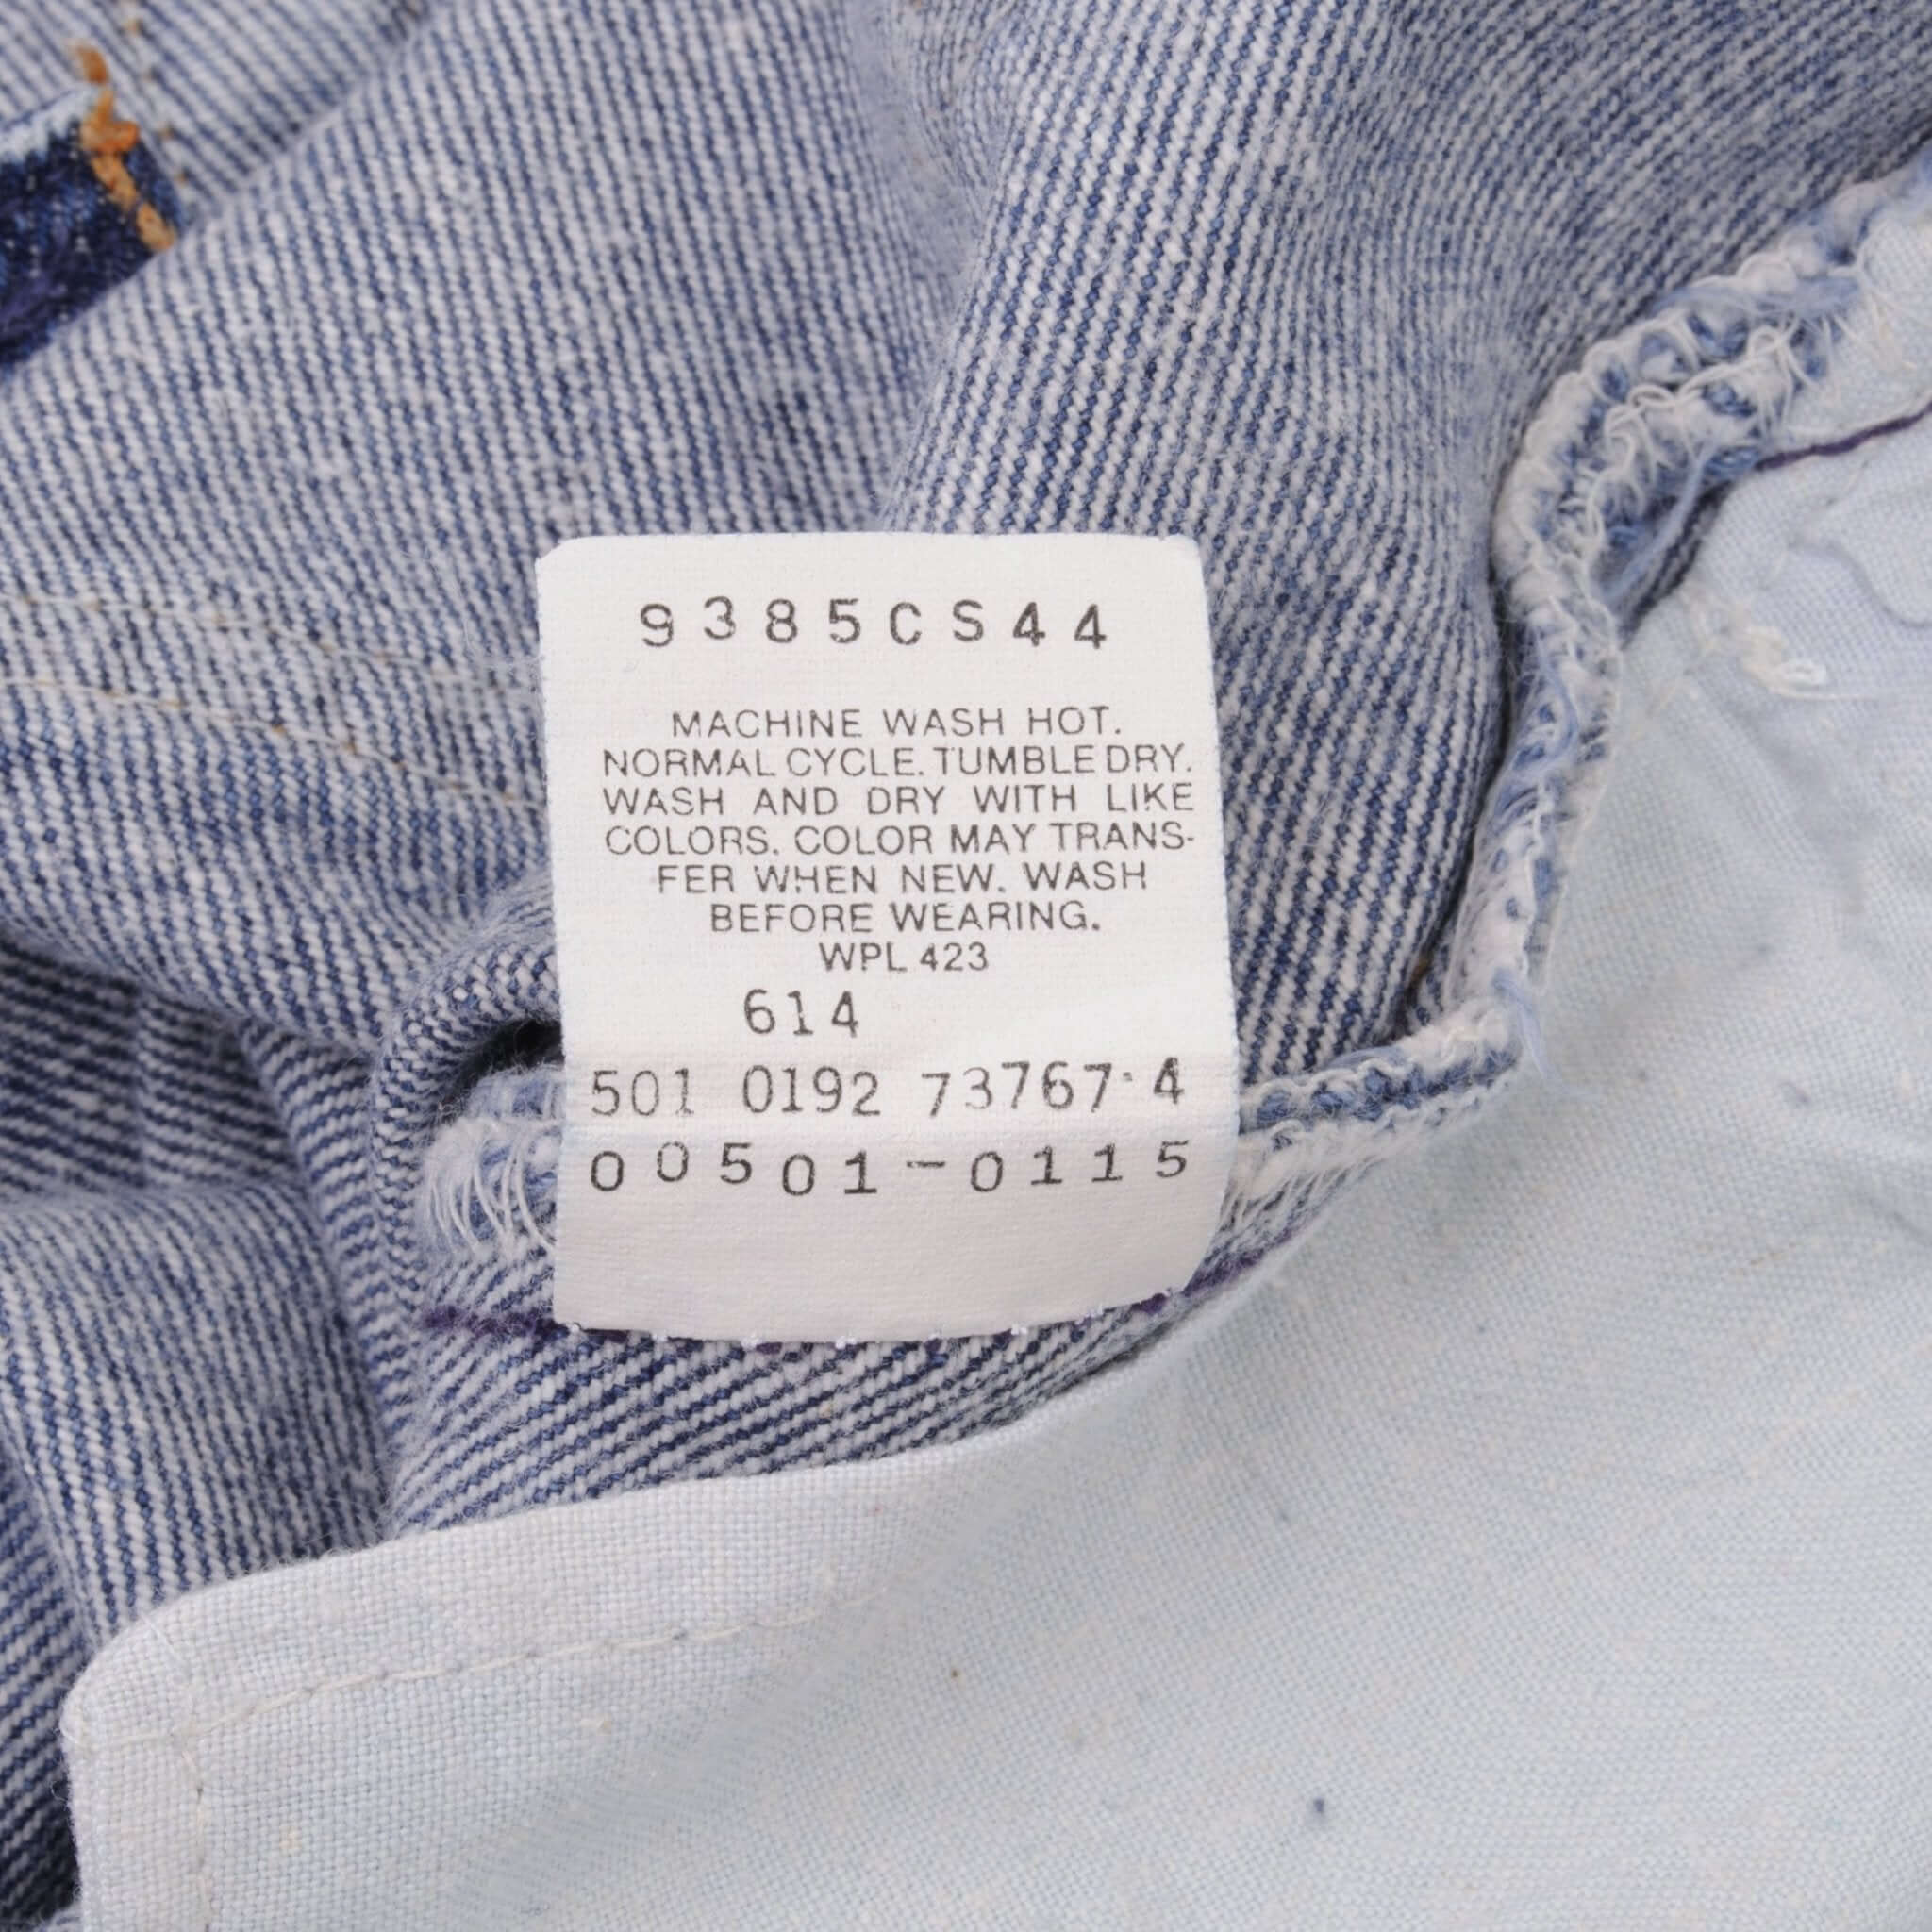 9385CS44
MACHINE WASH HOT.
NORMAL CYCLE. TUMBLE DRY.
WASH AND DRY WITH LIKE
COLORS. COLOR MAY TRANS-
FER WHEN NEW. WASH
BEFORE WEARING.
WPL 423
614
501 0192 73767·4
00501-0115